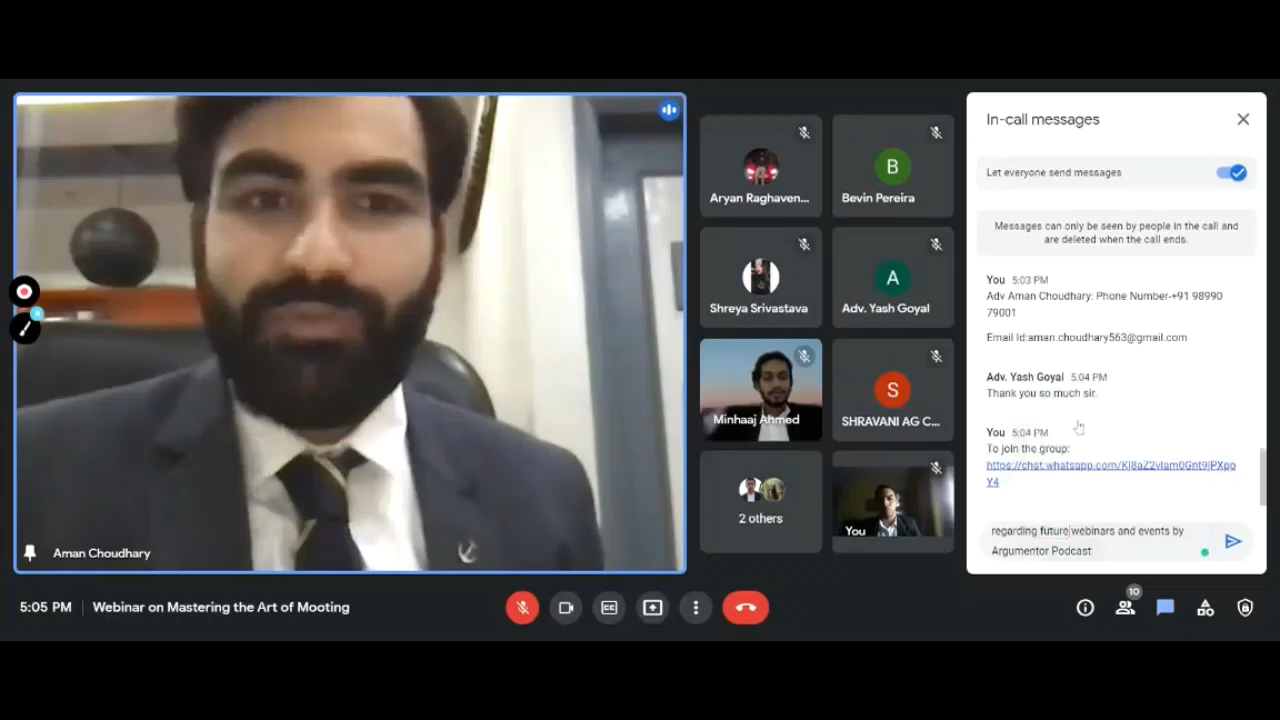 Aman Choudhary
Aryan Raghaven...
B
Bevin Pereira
Shreya Srivastava
A
Adv. Yash Goyal
Minhaaj Ahmed
S
SHRAVANI AG C...
2 others
You
In-call messages
Let everyone send messages
Messages can only be seen by people in the call and
are deleted when the call ends.
You 5:03 PM
Adv Aman Choudhary: Phone Number-+91 98990
79001
Email Id:aman.choudhary563@gmail.com
Adv. Yash Goyal 5:04 PM
Thank you so much sir.
You 5:04 PM
To join the group:
regarding future webinars and events by
Argumentor Podcast
5:05 PM
Webinar on Mastering the Art of Mooting
CC
10